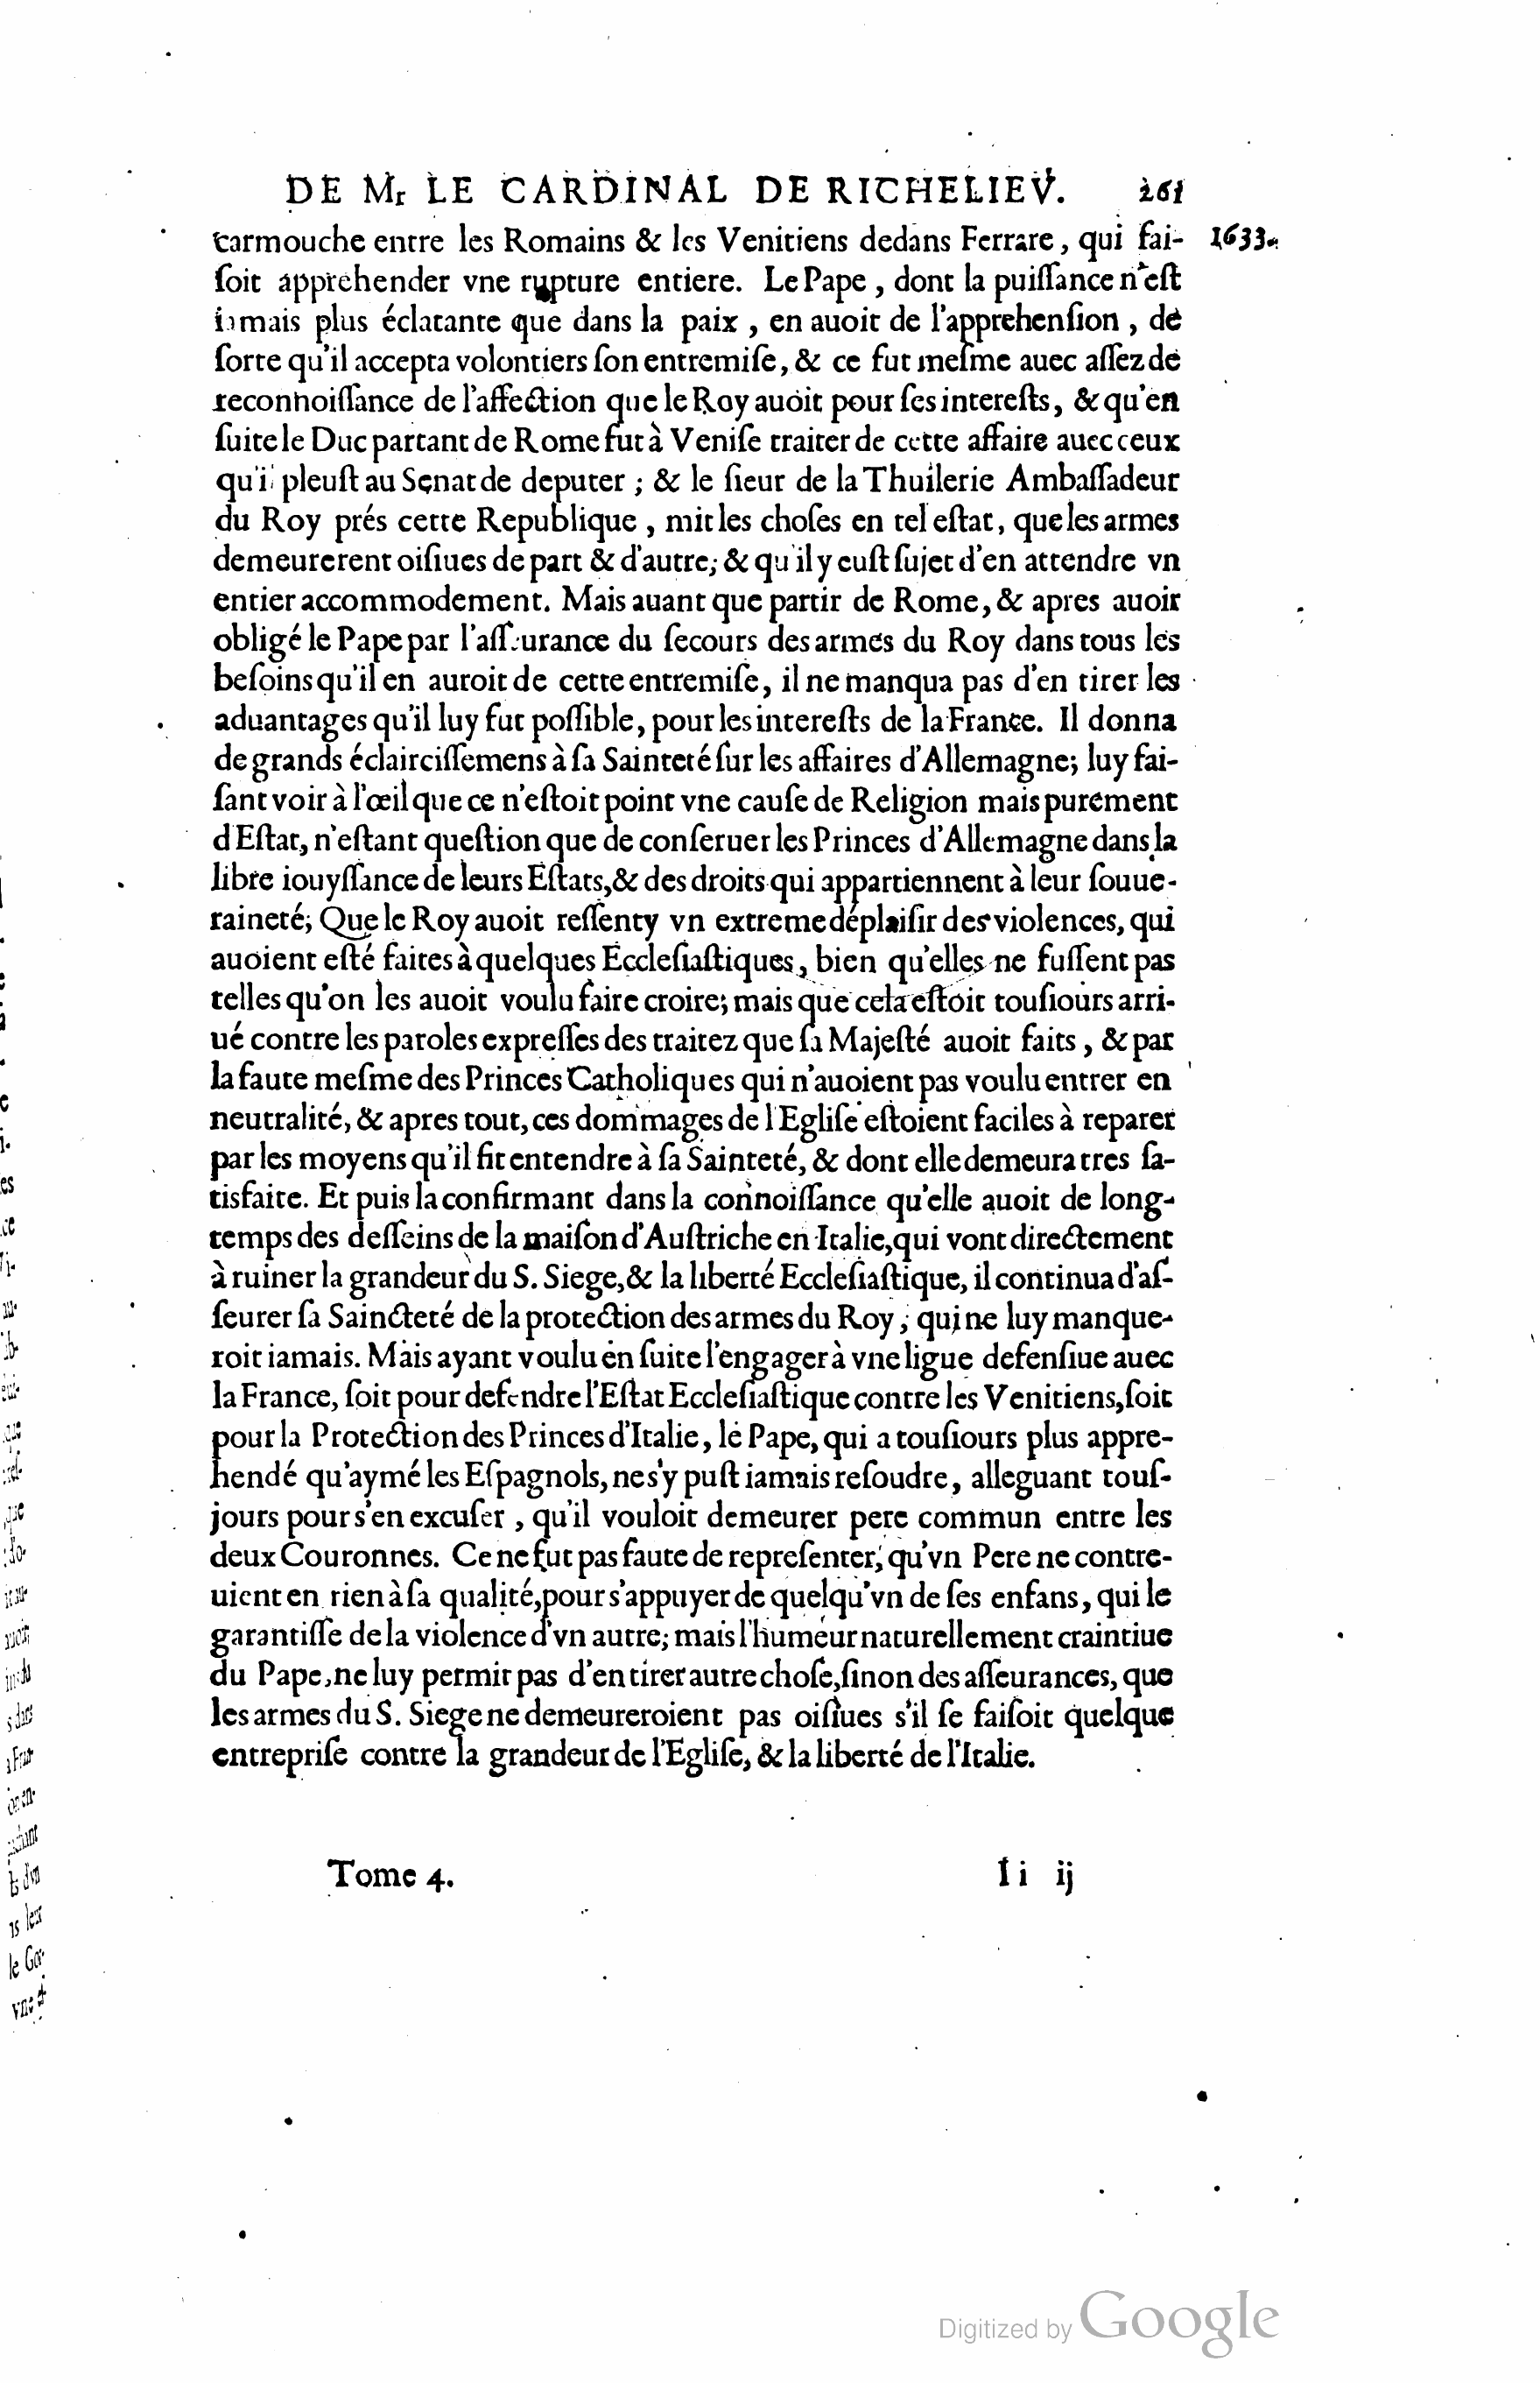 DE Mr LE CARDINAL DE RICHELIEV. 261
carmouche entre les Romains & les Venitiens dedans Ferrare, qui fai- 1633.
ſoit apprehender vne rupture entiere. Le Pape, dont la puiſſance n'eſt
iamais plus éclatante que dans la paix, en auoit de l'apprehenſion, de
ſorte qu'il accepta volontiers ſon entremiſe, & ce fut meſme auec aſſez de
reconnoiſſance de l'affection que le Roy auoit pour ſes intereſts, & qu'en
ſuite le Duc partant de Rome fut à Veniſe traiter de cette affaire auec ceux
qu'il pleuſt au Senat de deputer; & le ſieur de la Thuilerie Ambaſſadeur
du Roy prés cette Republique, mit les choſes en tel eſtat, que les armes
demeurerent oiſiues de part & d'autre; & qu'il y euſt ſujet d'en attendre vn
entier accommodement. Mais auant que partir de Rome, & apres auoir
obligé le Pape par l'aſſeurance du ſecours des armes du Roy dans tous les
beſoins qu'il en auroit de cette entremiſe, il ne manqua pas d'en tirer les
aduantages qu'il luy fut poſſible, pour les intereſts de la France. Il donna
de grands éclairciſſemens à ſa Sainteté ſur les affaires d'Allemagne; luy fai-
ſant voir à l'œil que ce n'eſtoit point vne cauſe de Religion mais purement
d'Eſtat, n'eſtant queſtion que de conſeruer les Princes d'Allemagne dans la
libre iouyſſance de leurs Eſtats, & des droits qui appartiennent à leur ſouue-
raineté; Que le Roy auoit reſſenty vn extreme déplaiſir des violences, qui
auoient eſté faites à quelques Eccleſiaſtiques, bien qu'elles ne fuſſent pas
telles qu'on les auoit voulu faire croire; mais que cela eſtoit touſiours arri-
ué contre les paroles expreſſes des traitez que ſa Majeſté auoit faits, & par
la faute meſme des Princes Catholiques qui n'auoient pas voulu entrer en
neutralité, & apres tout, ces dommages de l'Egliſe eſtoient faciles à reparer
par les moyens qu'il fit entendre à ſa Sainteté, & dont elle demeura tres ſa-
tisfaite. Et puis la confirmant dans la connoiſſance qu'elle auoit de long-
temps des deſſeins de la maiſon d'Auſtriche en Italie, qui vont directement
à ruiner la grandeur du S. Siege, & la liberté Eccleſiaſtique, il continua d'aſ-
ſeurer ſa Saincteté de la protection des armes du Roy, qui ne luy manque-
roit iamais. Mais ayant voulu en ſuite l'engager à vne ligue defenſiue auec
la France, ſoit pour defendre l'Eſtat Eccleſiaſtique contre les Venitiens, ſoit
pour la Protection des Princes d'Italie, le Pape, qui a touſiours plus appre-
hendé qu'aymé les Eſpagnols, ne s'y puſt iamais reſoudre, alleguant touſ-
jours pour s'en excuſer, qu'il vouloit demeurer pere commun entre les
deux Couronnes. Ce ne fut pas faute de repreſenter, qu'vn Pere ne contre-
uient en rien à ſa qualité, pour s'appuyer de quelqu'vn de ſes enfans, qui le
garantiſſe de la violence d'vn autre; mais l'humeur naturellement craintiue
du Pape, ne luy permit pas d'en tirer autre choſe, ſinon des aſſeurances, que
les armes du S. Siege ne demeureroient pas oiſiues s'il ſe faiſoit quelque
entrepriſe contre la grandeur de l'Egliſe, & la liberté de l'Italie.
Tome 4. Ii ij
Digitized by Google